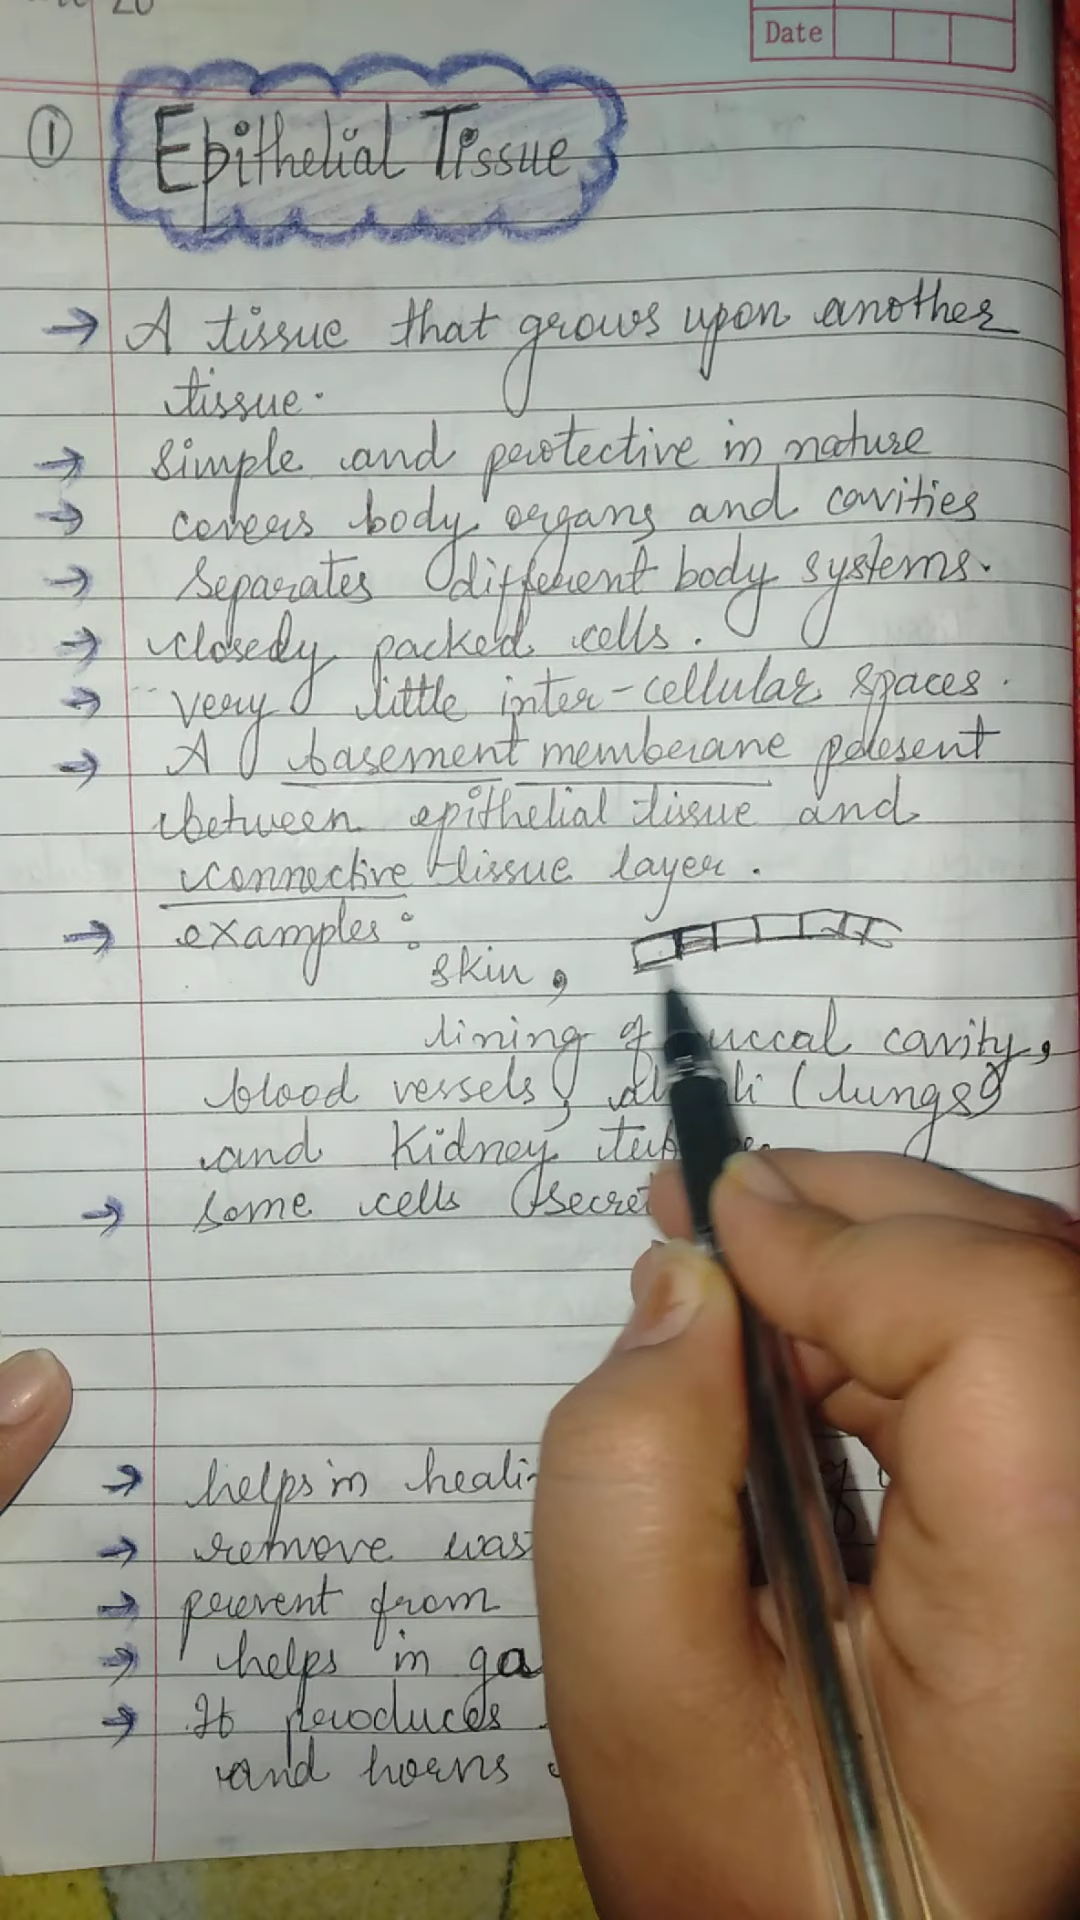 Date
①
Epithelial Tissue
→ A tissue that grows upon another
tissue.
→ simple and protective in nature
→ covers body organs and cavities
→ separates different body systems.
→ closely packed cells.
→ very little inter-cellular spaces.
→ A basement membrane present
between epithelial tissue and
connective tissue layer.
→ examples:
skin,
lining of cavity,
blood vessels, (lungs)
and Kidney
→ some cells
→ helps in
→ remove
→ prevent from
→ helps in
→ It produces
and horns